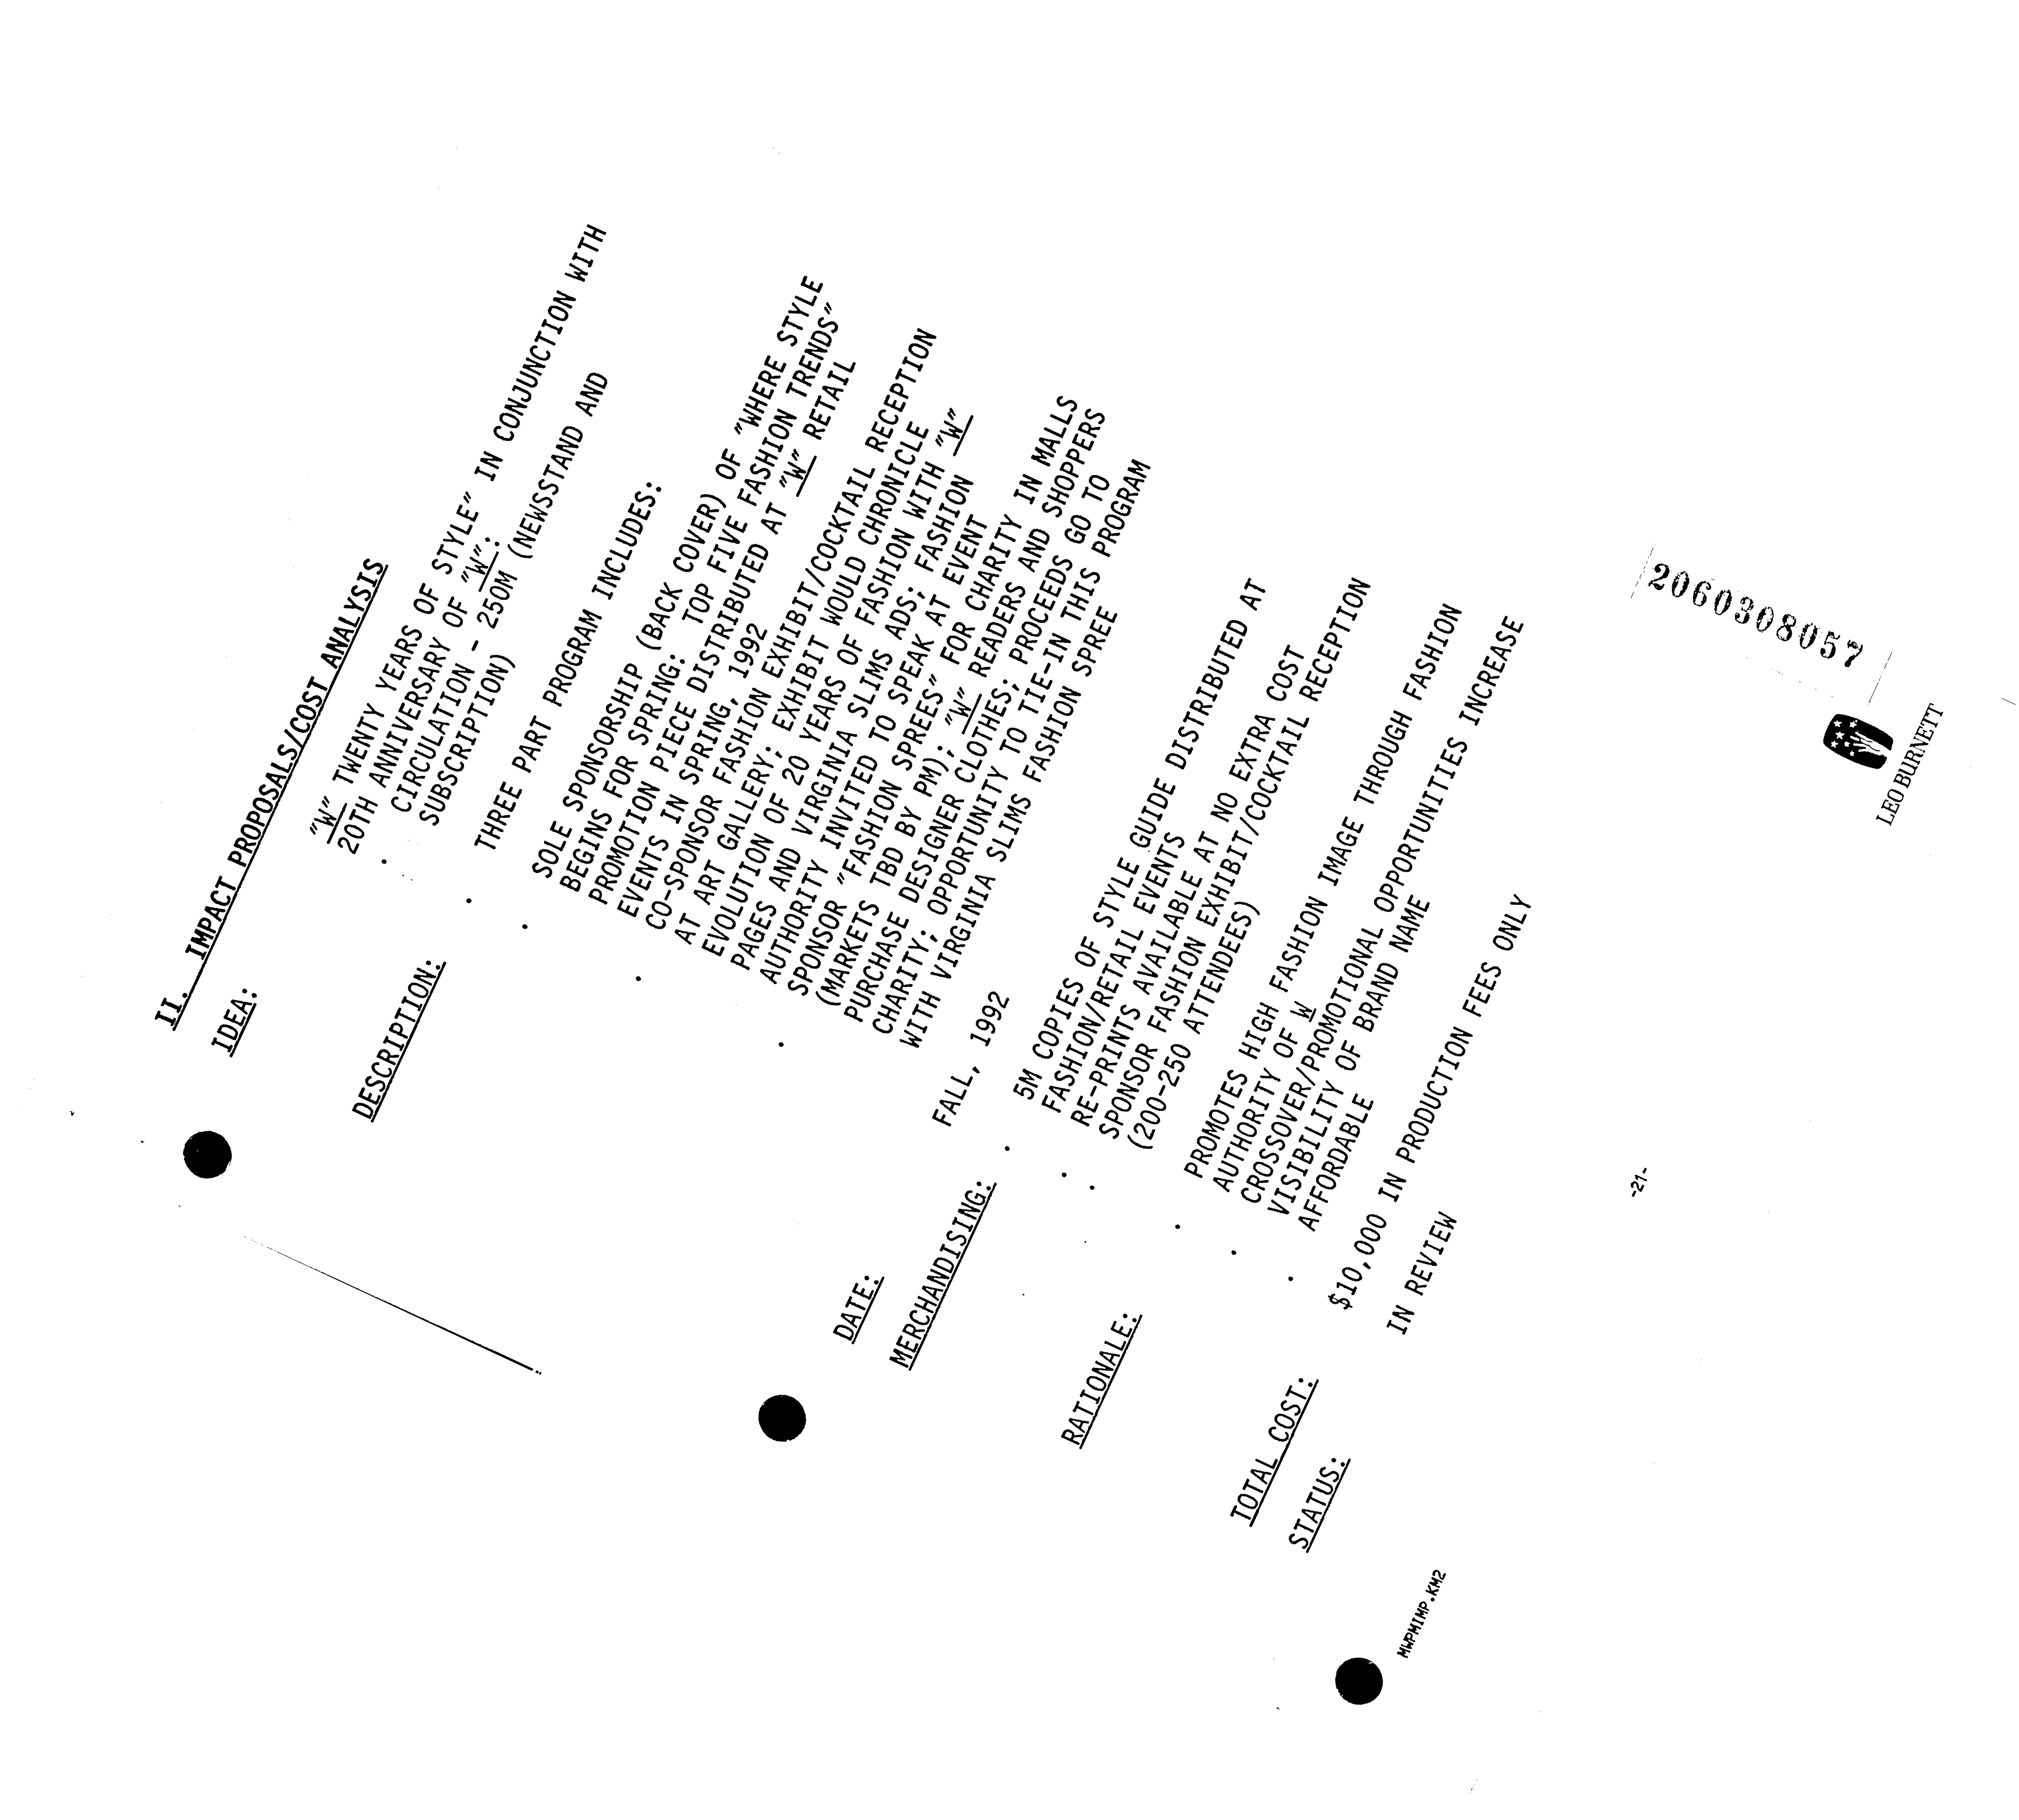 II. IMPACT PROPOSALS/COST ANALYSIS
IDEA:
"W" TWENTY YEARS OF STYLE" IN CONJUNCTION WITH
20TH ANNIVERSARY OF "W":
. CIRCULATION - 250M (NEWSSTAND AND
SUBSCRIPTION)
DESCRIPTION:
. THREE PART PROGRAM INCLUDES:
. SOLE SPONSORSHIP (BACK COVER) OF "WHERE STYLE
BEGINS FOR SPRING: TOP FIVE FASHION TRENDS"
PROMOTION PIECE DISTRIBUTED AT "W" RETAIL
EVENTS IN SPRING, 1992
. CO-SPONSOR FASHION EXHIBIT/COCKTAIL RECEPTION
AT ART GALLERY; EXHIBIT WOULD CHRONICLE
EVOLUTION OF 20 YEARS OF FASHION WITH "W"
PAGES AND VIRGINIA SLIMS ADS; FASHION
AUTHORITY INVITED TO SPEAK AT EVENT
. SPONSOR "FASHION SPREES" FOR CHARITY IN MALLS
(MARKETS TBD BY PM); "W" READERS AND SHOPPERS
PURCHASE DESIGNER CLOTHES; PROCEEDS GO TO
CHARITY; OPPORTUNITY TO TIE-IN THIS PROGRAM
WITH VIRGINIA SLIMS FASHION SPREE
DATE: FALL, 1992
MERCHANDISING:
. 5M COPIES OF STYLE GUIDE DISTRIBUTED AT
FASHION/RETAIL EVENTS
. RE-PRINTS AVAILABLE AT NO EXTRA COST
. SPONSOR FASHION EXHIBIT/COCKTAIL RECEPTION
(200-250 ATTENDEES)
RATIONALE:
. PROMOTES HIGH FASHION IMAGE THROUGH FASHION
AUTHORITY OF W
. CROSSOVER/PROMOTIONAL OPPORTUNITIES INCREASE
VISIBILITY OF BRAND NAME
. AFFORDABLE
TOTAL COST: $10,000 IN PRODUCTION FEES ONLY
STATUS: IN REVIEW
MWPMIMP.KM2
-21-
LEO BURNETT
2060308057